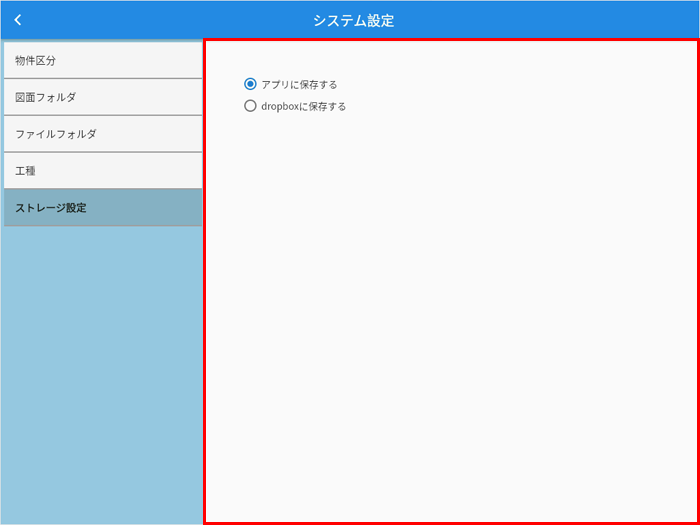 システム設定
物件区分
図面フォルダ
ファイルフォルダ
工種
ストレージ設定
アプリに保存する
dropboxに保存する